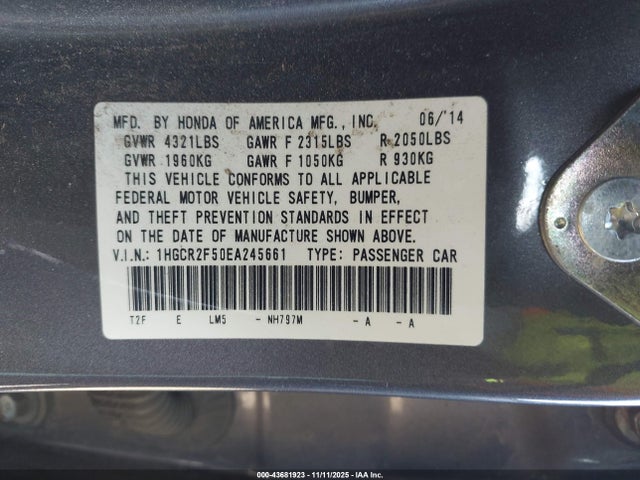 MFD. BY HONDA OF AMERICA MFG., INC. 06/'14
GVWR 4321LBS GAWR F 2315LBS R 2050LBS
GVWR 1960KG GAWR F 1050KG R 930KG
THIS VEHICLE CONFORMS TO ALL APPLICABLE
FEDERAL MOTOR VEHICLE SAFETY, BUMPER,
AND THEFT PREVENTION STANDARDS IN EFFECT
ON THE DATE OF MANUFACTURE SHOWN ABOVE.
V.I.N.: 1HGCR2F50EA245661 TYPE: PASSENGER CAR
T2F E LM5 - NH797M - A - A
000-43681923 - 11/11/2025 - IAA Inc.